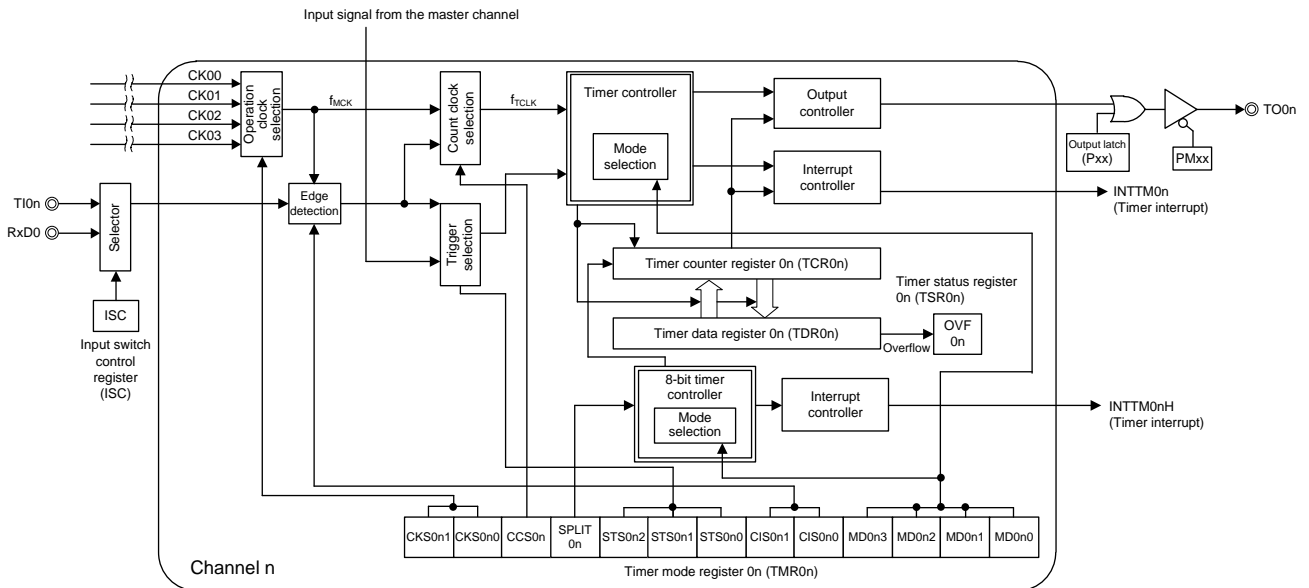 Input signal from the master channel
CK00
CK01
CK02
CK03
Operation
clock
selection
fMCK
Count clock
selection
fTCLK
Timer controller
Mode
selection
Output
controller
TO0n
Output latch
(Pxx)
PMxx
Interrupt
controller
INTTM0n
(Timer interrupt)
TI0n
RxD0
Selector
Edge
detection
Trigger
selection
Timer counter register 0n (TCR0n)
Timer status register
0n (TSR0n)
ISC
Input switch
control
register
(ISC)
Timer data register 0n (TDR0n)
Overflow
OVF
0n
8-bit timer
controller
Mode
selection
Interrupt
controller
INTTM0nH
(Timer interrupt)
CKS0n1
CKS0n0
CCS0n
SPLIT
0n
STS0n2
STS0n1
STS0n0
CIS0n1
CIS0n0
MD0n3
MD0n2
MD0n1
MD0n0
Channel n
Timer mode register 0n (TMR0n)